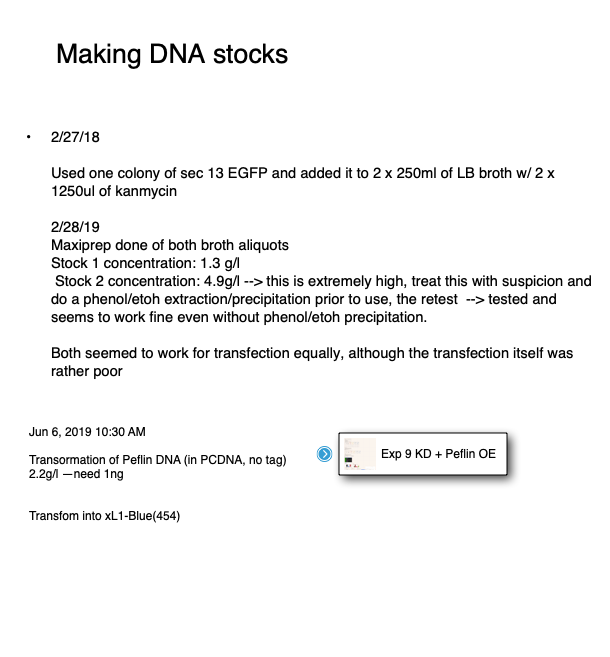 Making DNA stocks
• 2/27/18
Used one colony of sec 13 EGFP and added it to 2 x 250ml of LB broth w/ 2 x
1250ul of kanmycin
2/28/19
Maxiprep done of both broth aliquots
Stock 1 concentration: 1.3 g/l
Stock 2 concentration: 4.9g/l --> this is extremely high, treat this with suspicion and
do a phenol/etoh extraction/precipitation prior to use, the retest --> tested and
seems to work fine even without phenol/etoh precipitation.
Both seemed to work for transfection equally, although the transfection itself was
rather poor
Jun 6, 2019 10:30 AM
Transormation of Peflin DNA (in PCDNA, no tag)
2.2g/l —need 1ng
Exp 9 KD + Peflin OE
Transfom into xL1-Blue(454)